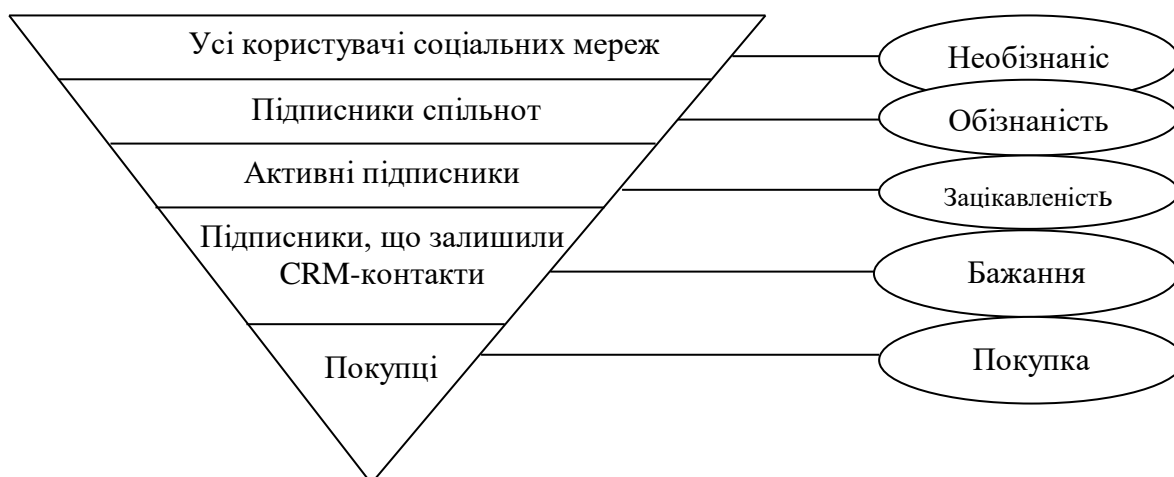 Усі користувачі соціальних мереж
Необізнаніс
Підписники спільнот
Обізнаність
Активні підписники
Зацікавленість
Підписники, що залишили
CRM-контакти
Бажання
Покупці
Покупка